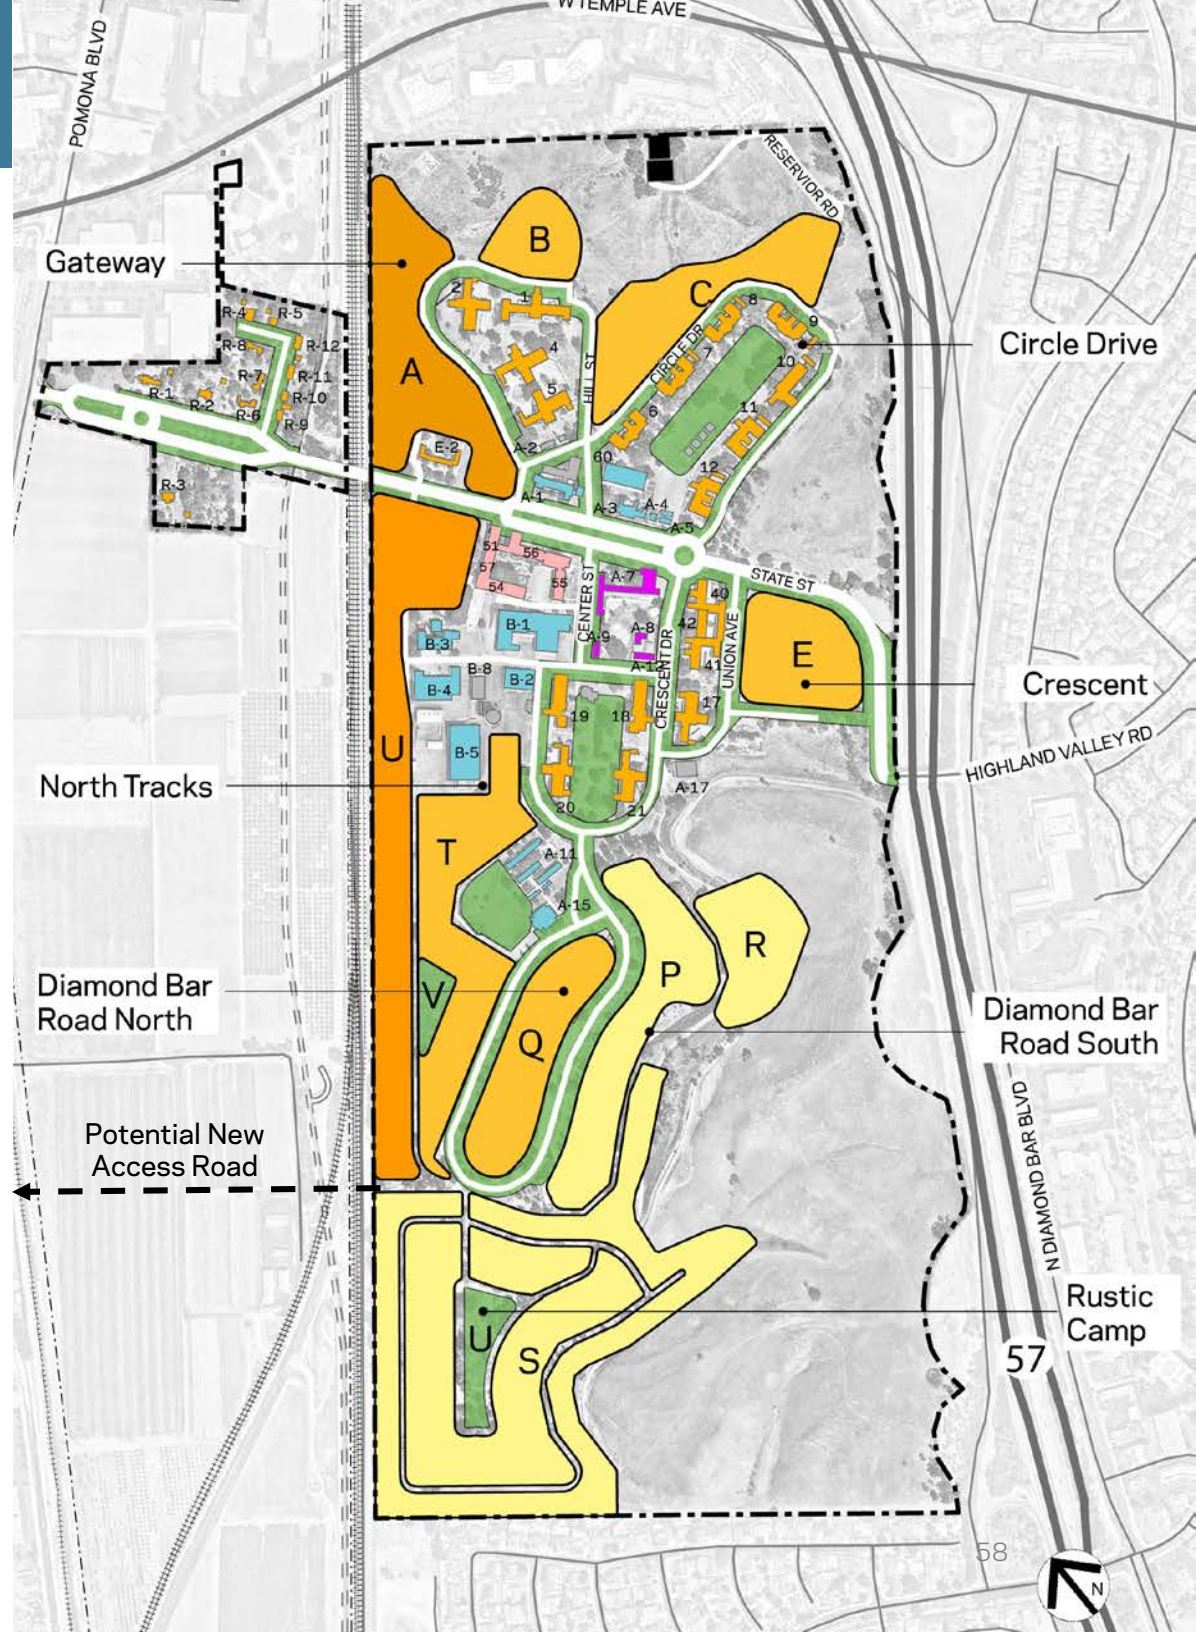 W TEMPLE AVE
POMONA BLVD
RESERVIOR RD
Gateway
B
C
A
Circle Drive
CIRCLE DR
HILL ST
2
1
4
5
8
9
7
10
6
11
12
60
R-4
R-5
R-8
R-12
R-7
R-11
R-1
R-2
R-10
R-6
R-9
R-3
E-2
A-2
A-1
A-3
A-4
A-5
STATE ST
51
56
57
54
55
CENTER ST
A-7
A-8
A-9
A-12
CRESCENT DR
UNION AVE
40
42
41
17
E
Crescent
HIGHLAND VALLEY RD
B-1
B-3
B-8
B-2
B-4
B-5
U
19
18
20
21
A-17
North Tracks
T
A-11
A-15
P
R
V
Q
Diamond Bar
Road North
Diamond Bar
Road South
N DIAMOND BAR BLVD
Potential New
Access Road
U
S
Rustic
Camp
57
58
N